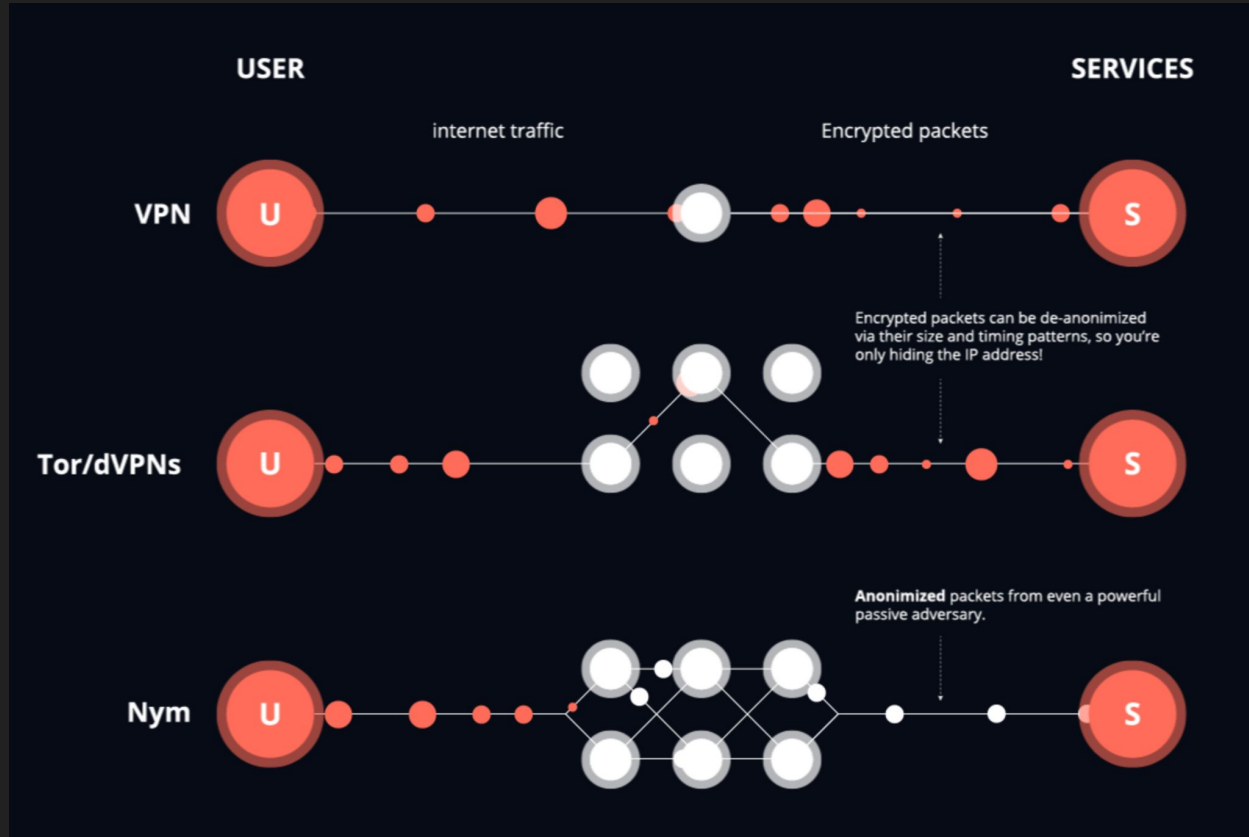 USER
SERVICES
internet traffic
Encrypted packets
VPN
U
S
Encrypted packets can be de-anonimized
via their size and timing patterns, so you're
only hiding the IP address!
Tor/dVPNs
U
S
Anonimized packets from even a powerful
passive adversary.
Nym
U
S